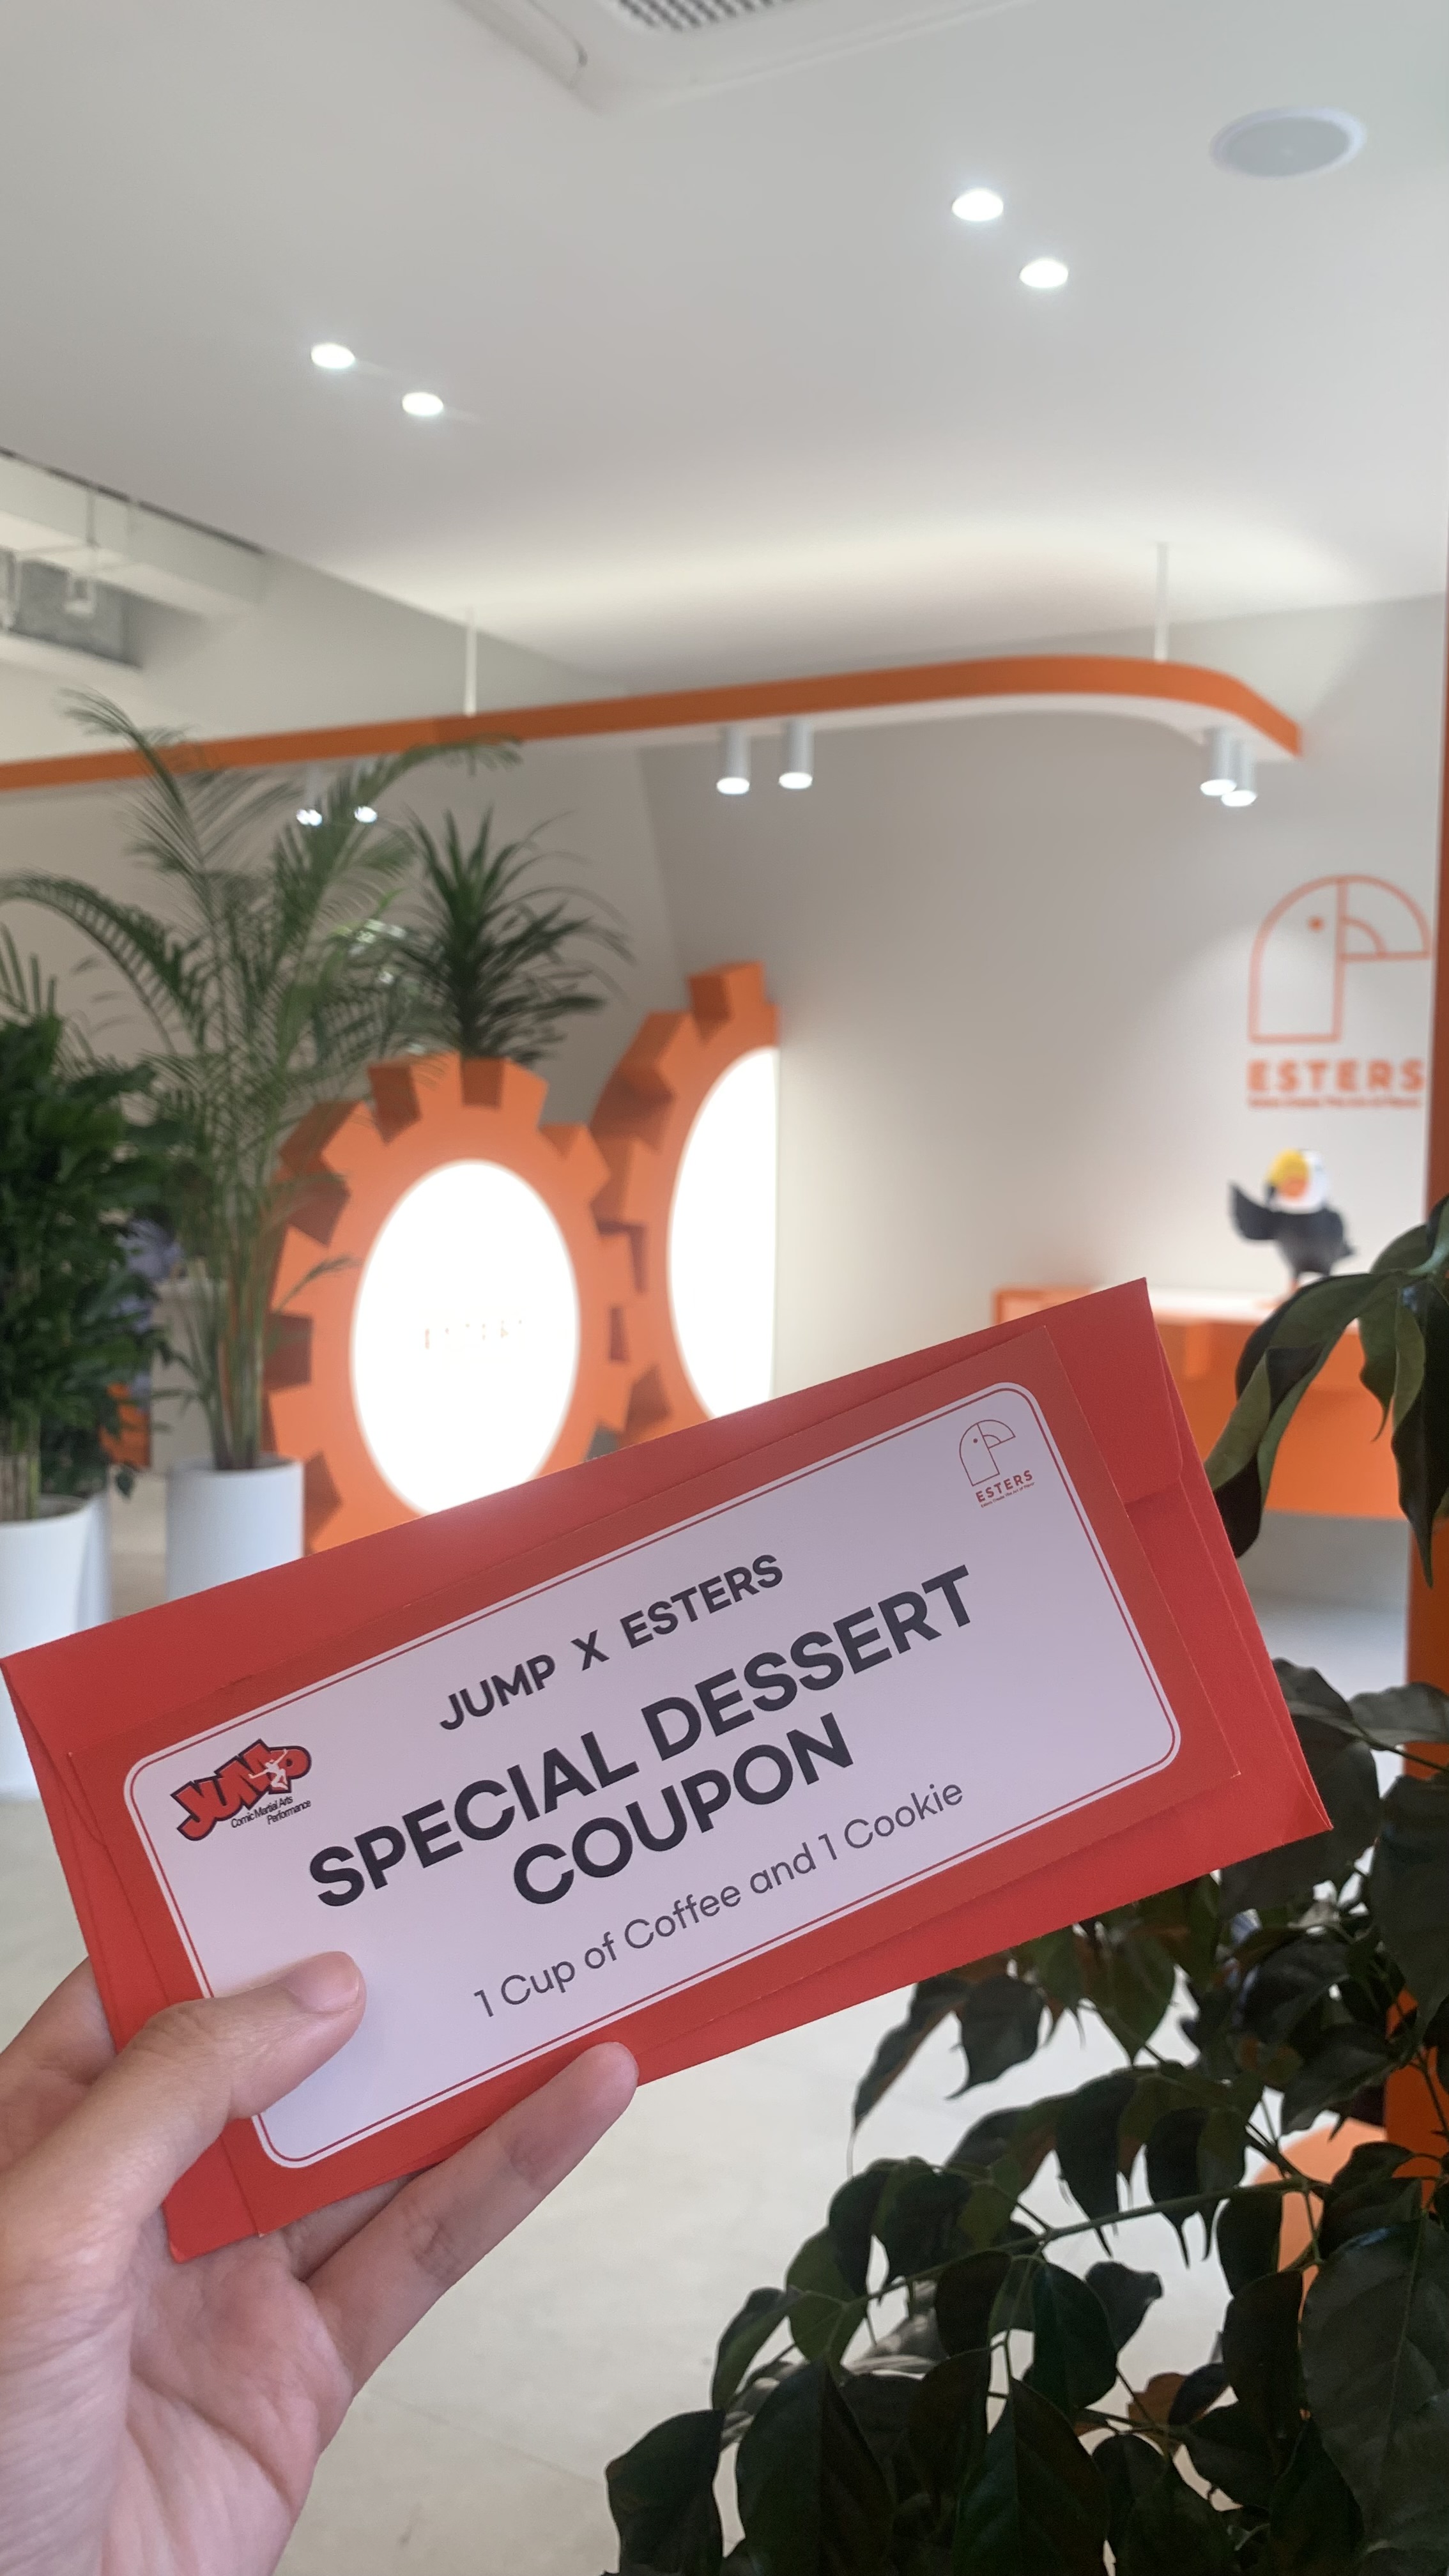 ESTERS
ESTERS
ESTERS
JUMP X ESTERS
SPECIAL DESSERT
COUPON
1 Cup of Coffee and 1 Cookie
JUMP
Comic Martial Arts
Performance